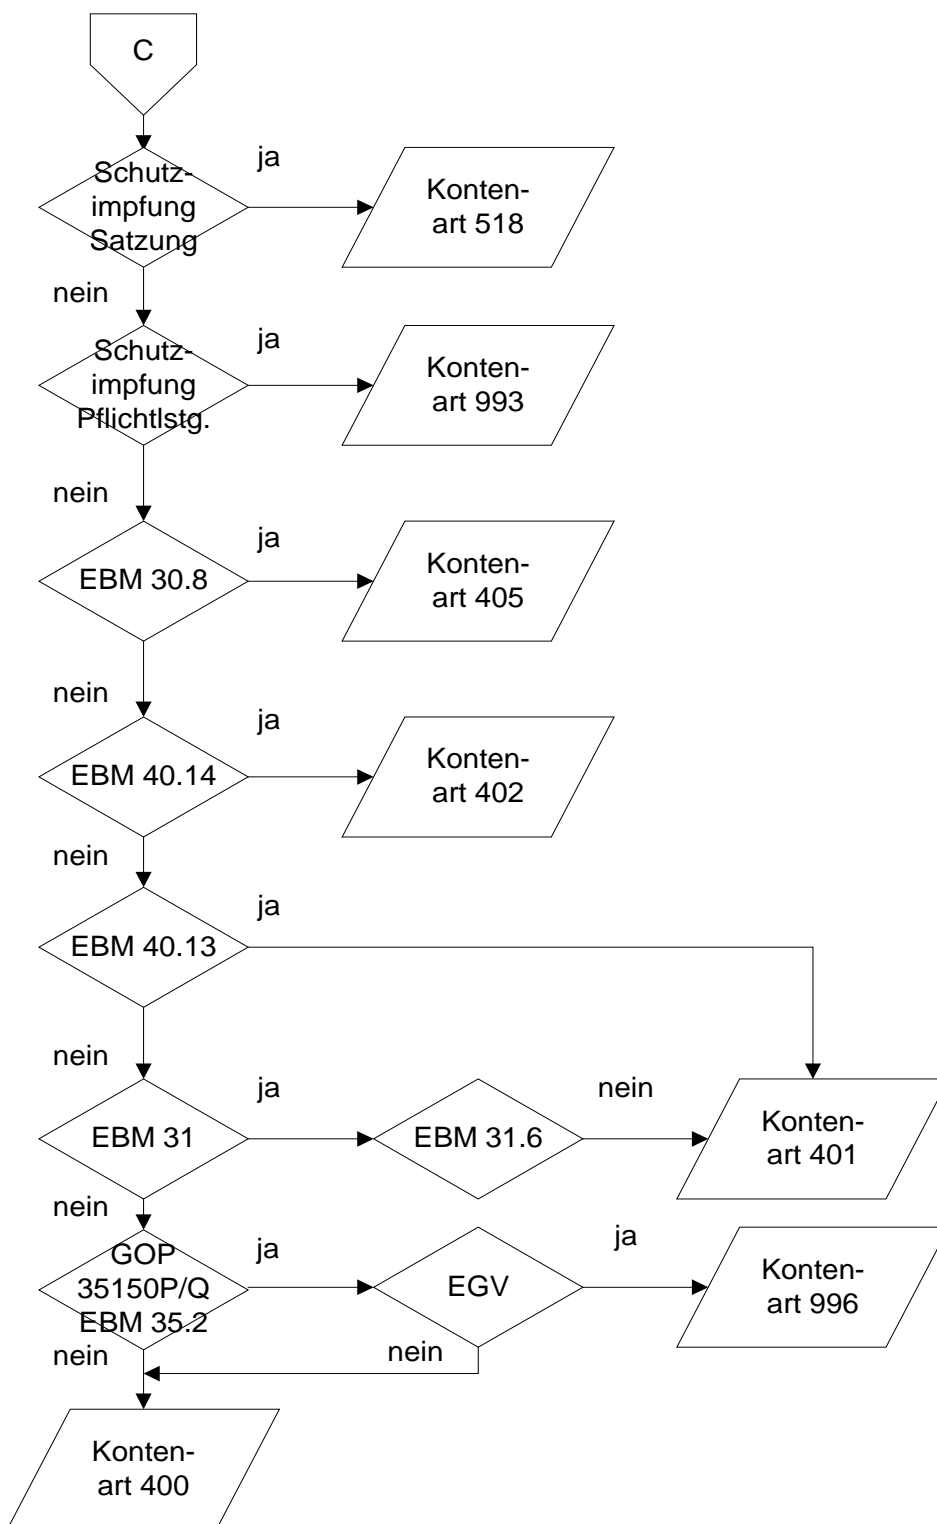 C
Schutz-
impfung
Satzung
ja
Konten-
art 518
nein
Schutz-
impfung
Pflichtlstg.
ja
Konten-
art 993
nein
EBM 30.8
ja
Konten-
art 405
nein
EBM 40.14
ja
Konten-
art 402
nein
EBM 40.13
ja
nein
EBM 31
ja
EBM 31.6
nein
Konten-
art 401
nein
GOP
35150P/Q
EBM 35.2
ja
EGV
ja
Konten-
art 996
nein
nein
Konten-
art 400